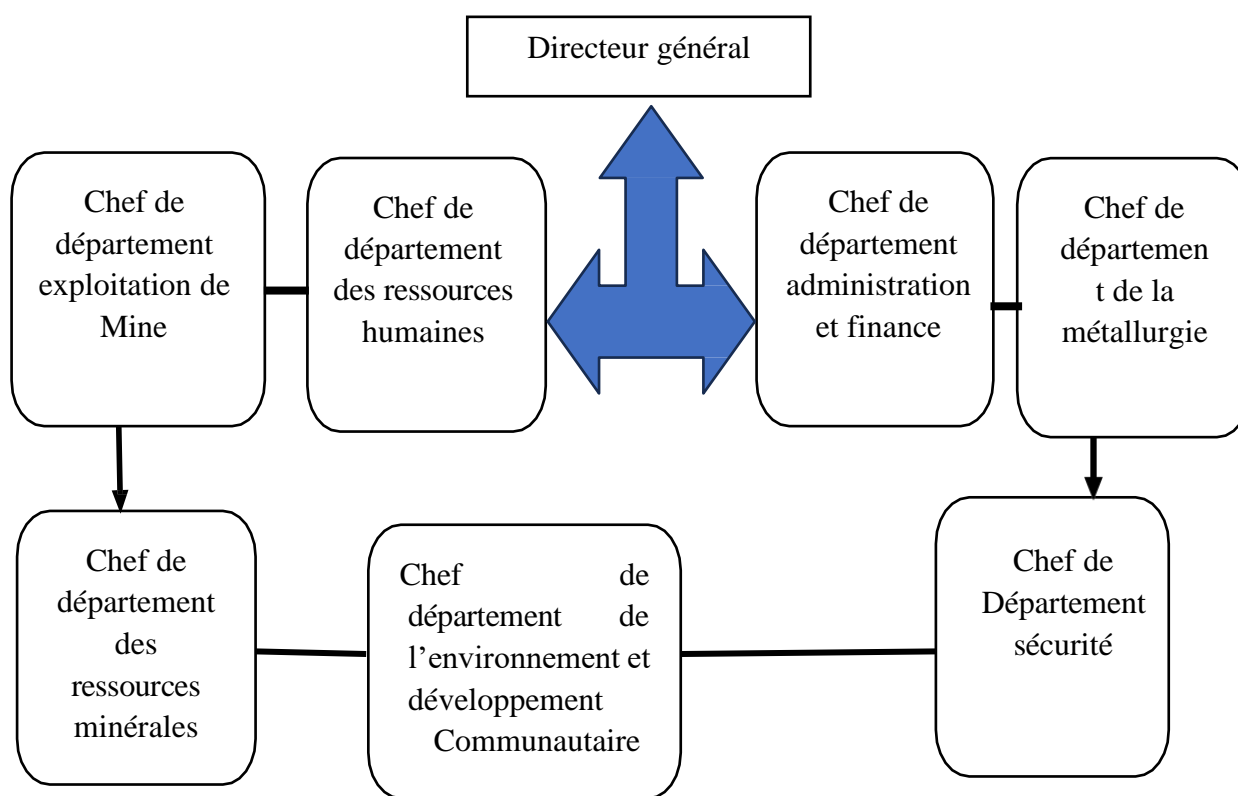 Directeur général
Chef de
département
exploitation de
Mine
Chef de
département
des ressources
humaines
Chef de
département
administration
et finance
Chef de
départemen
t de la
métallurgie
Chef de
département
des
ressources
minérales
Chef de
département de
l’environnement et
développement
Communautaire
Chef de
Département
sécurité